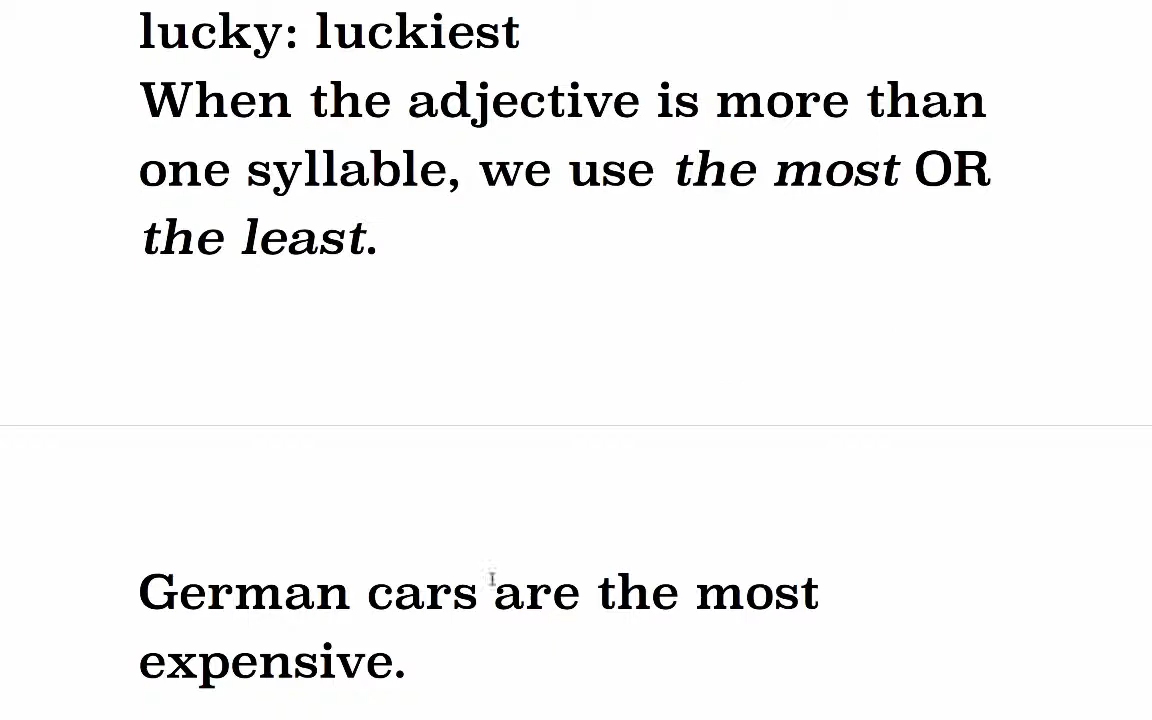 lucky: luckiest
When the adjective is more than
one syllable, we use the most OR
the least.
German cars are the most
expensive.